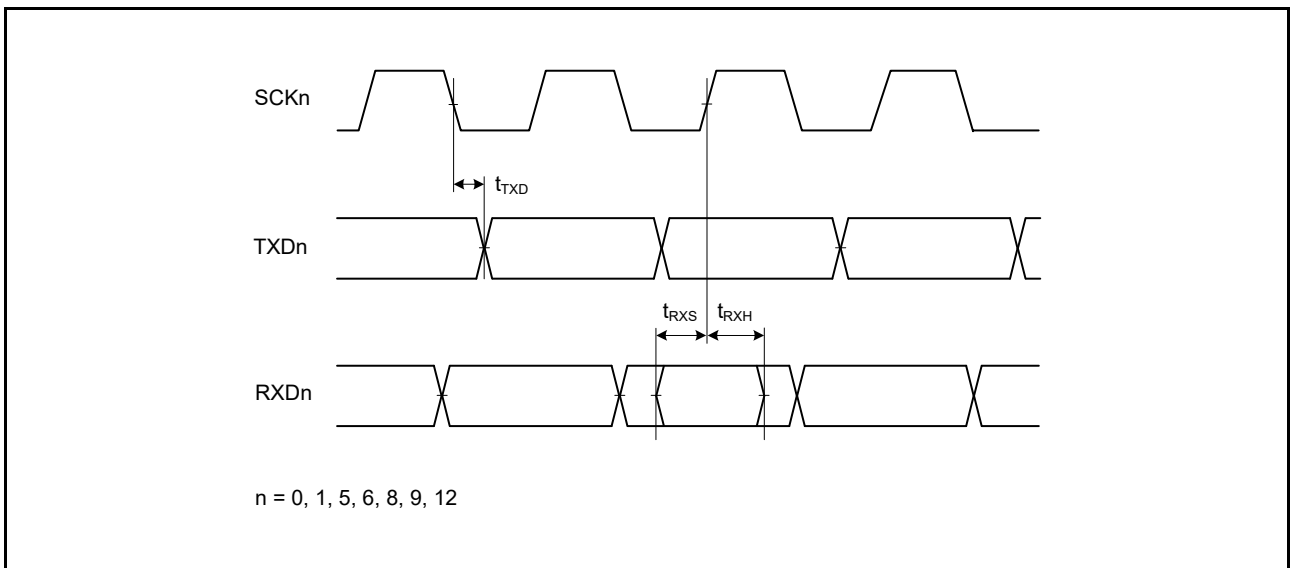 SCKn
tTXD
TXDn
tRXS tRXH
RXDn
n = 0, 1, 5, 6, 8, 9, 12